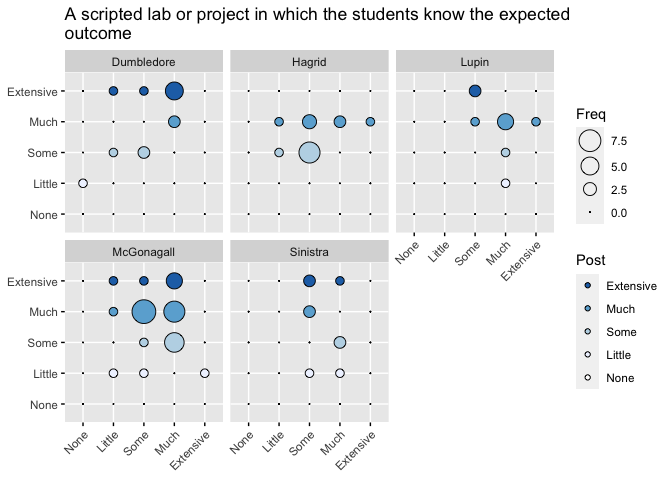 A scripted lab or project in which the students know the expected
outcome
Dumbledore
Hagrid
Lupin
Extensive
Much
Some
Little
None
None
Little
Some
Much
Extensive
McGonagall
Sinistra
Extensive
Much
Some
Little
None
None
Little
Some
Much
Extensive
None
Little
Some
Much
Extensive
Freq
7.5
5.0
2.5
0.0
Post
Extensive
Much
Some
Little
None